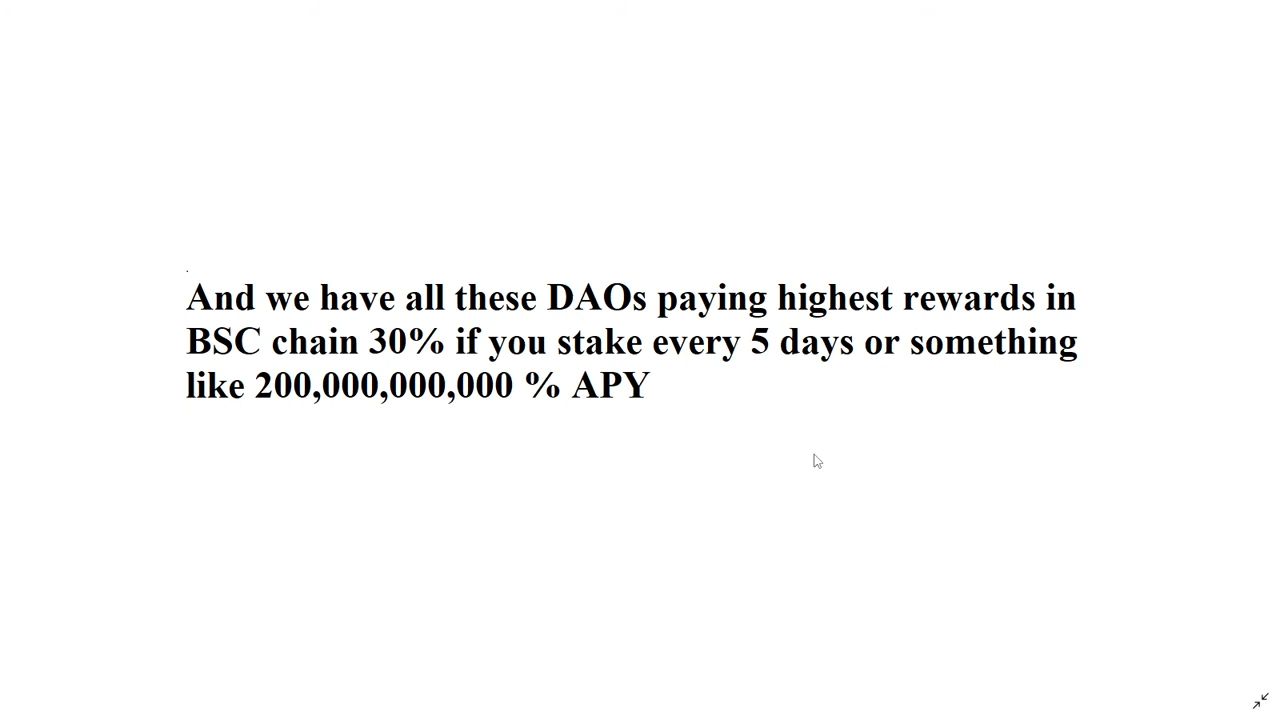 And we have all these DAOs paying highest rewards in
BSC chain 30% if you stake every 5 days or something
like 200,000,000,000 % APY